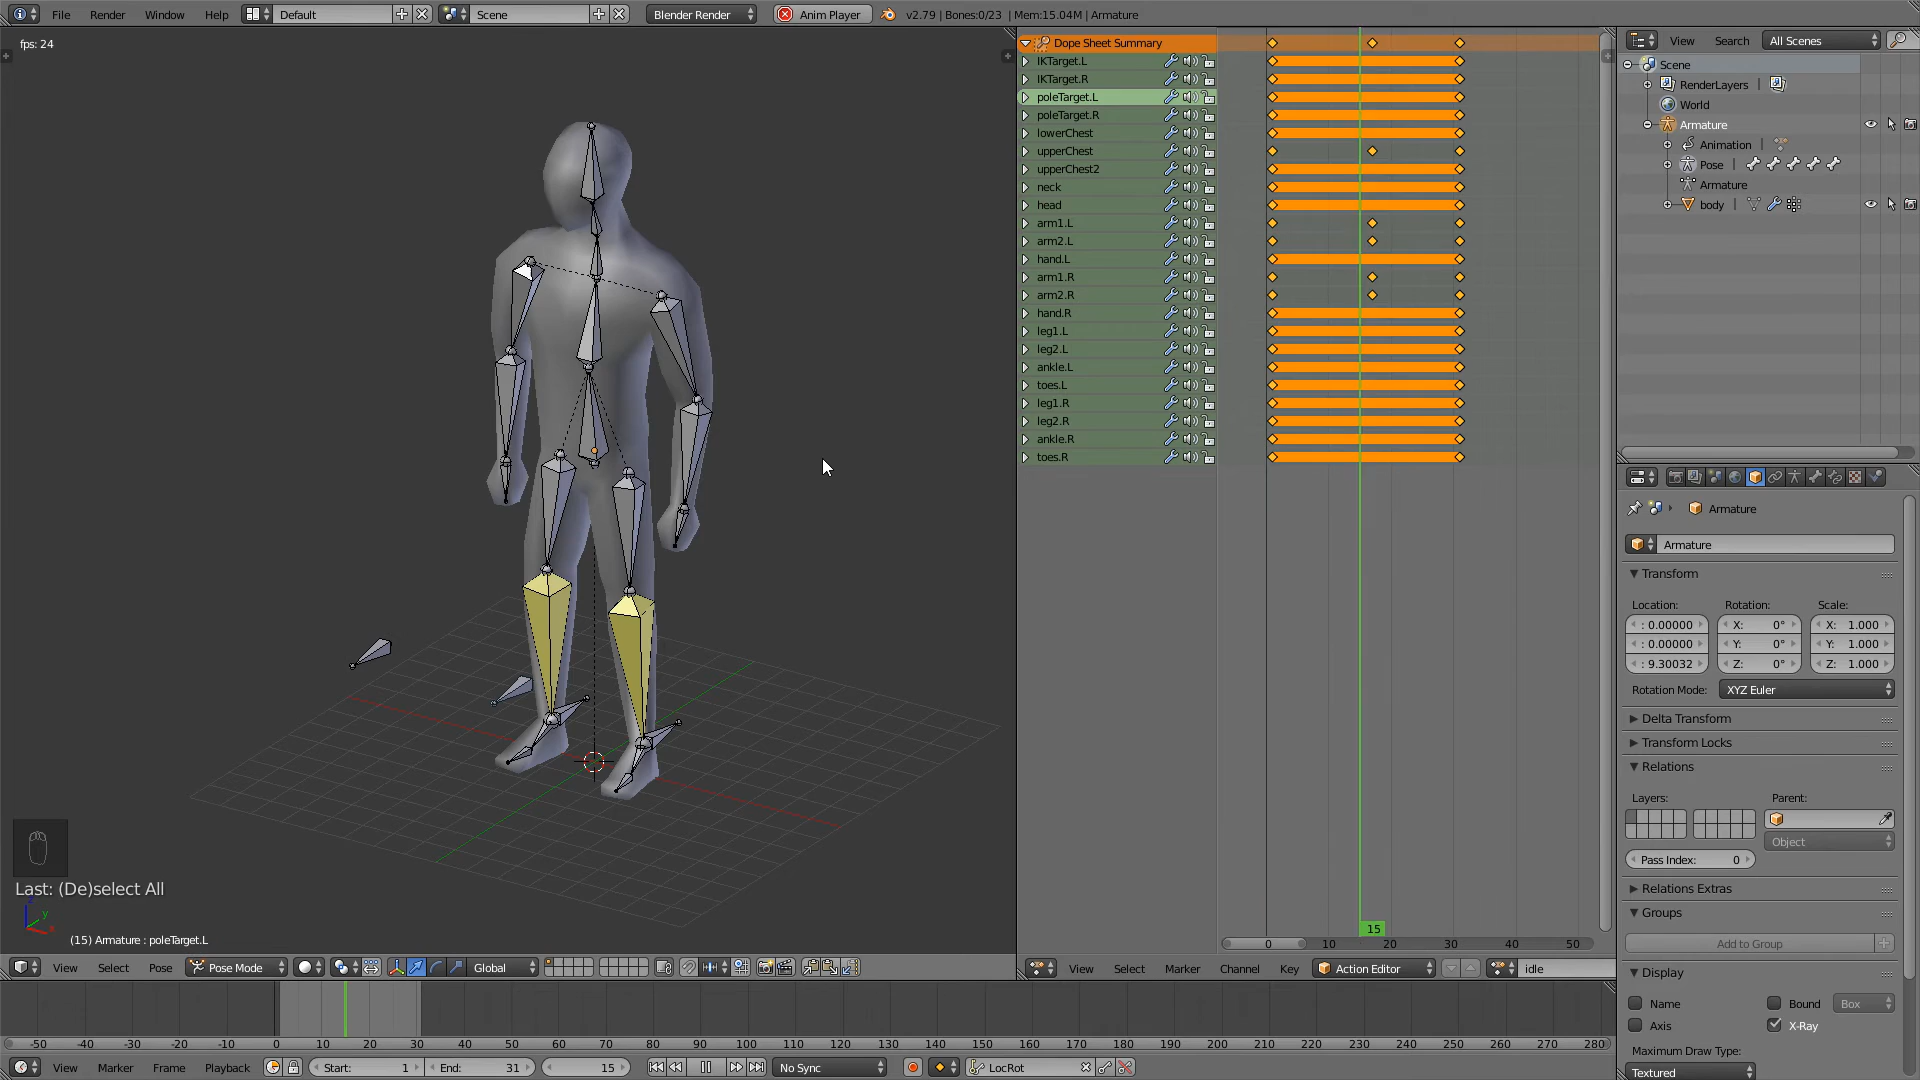 File Render Window Help Default Scene Blender Render Anim Player v2.79 | Bones:0/23 | Mem:15.04M | Armature
fps: 24
Dope Sheet Summary
IKTarget.L
IKTarget.R
poleTarget.L
poleTarget.R
lowerChest
upperChest
upperChest2
neck
head
arm1.L
arm2.L
hand.L
arm1.R
arm2.R
hand.R
leg1.L
leg2.L
ankle.L
toes.L
leg1.R
leg2.R
ankle.R
toes.R
15
0 10 20 30 40 50
View Select Marker Channel Key Action Editor idle
View Search All Scenes
Scene
RenderLayers
World
Armature
Animation
Pose
Armature
body
Armature
Armature
Transform
Location: Rotation: Scale:
: 0.00000 X: 0° X: 1.000
: 0.00000 Y: 0° Y: 1.000
: 9.30032 Z: 0° Z: 1.000
Rotation Mode: XYZ Euler
Delta Transform
Transform Locks
Relations
Layers: Parent:
Object
Pass Index: 0
Relations Extras
Groups
Add to Group
Display
Name Bound Box
Axis X-Ray
Maximum Draw Type:
Textured
Last: (De)select All
z
y
x
(15) Armature : poleTarget.L
View Select Pose Pose Mode Global
-50 -40 -30 -20 -10 0 10 20 30 40 50 60 70 80 90 100 110 120 130 140 150 160 170 180 190 200 210 220 230 240 250 260 270 280
View Marker Frame Playback Start: 1 End: 31 15 No Sync LocRot